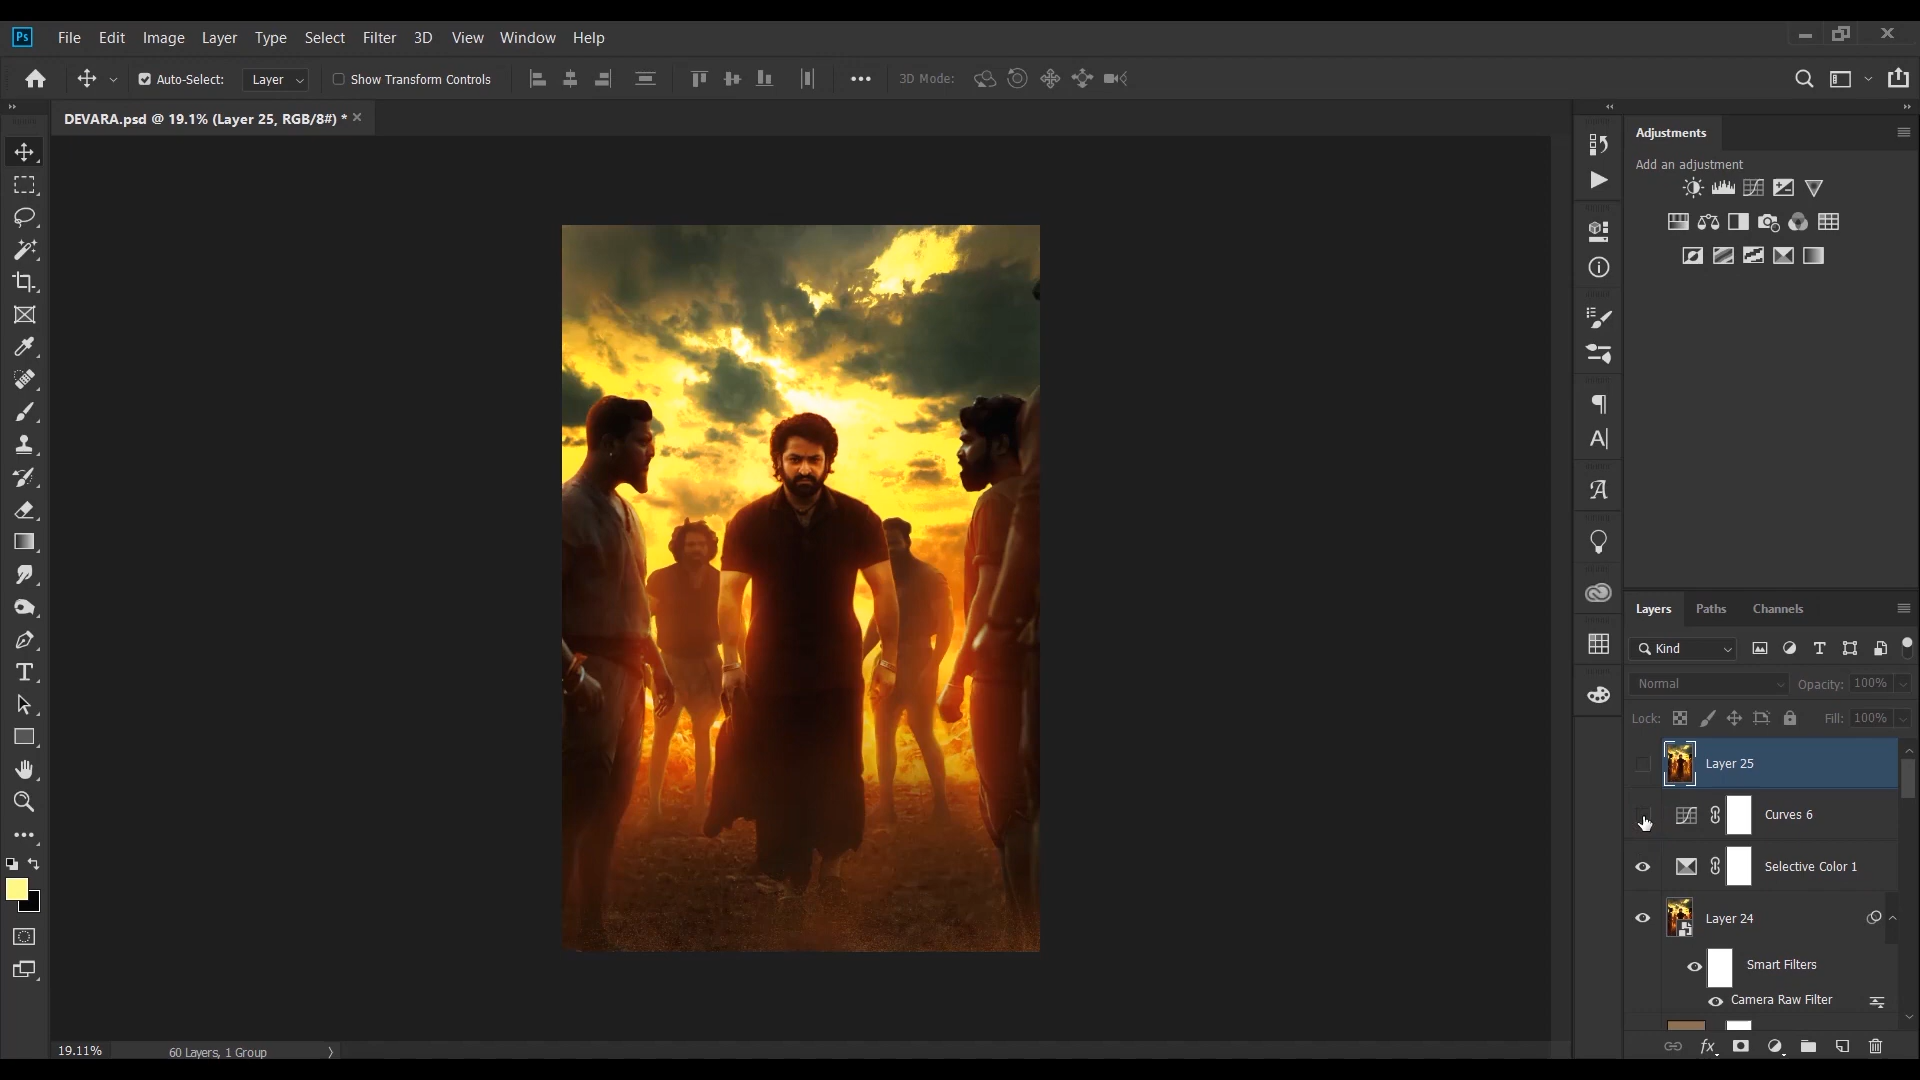 Ps File Edit Image Layer Type Select Filter 3D View Window Help
Auto-Select: Layer Show Transform Controls ••• 3D Mode:
DEVARA.psd @ 19.1% (Layer 25, RGB/8#) * ×
Adjustments
Add an adjustment
Layers Paths Channels
Kind
Normal Opacity: 100%
Lock: Fill: 100%
Layer 25
Curves 6
Selective Color 1
Layer 24
Smart Filters
Camera Raw Filter
fx
19.11% 60 Layers, 1 Group